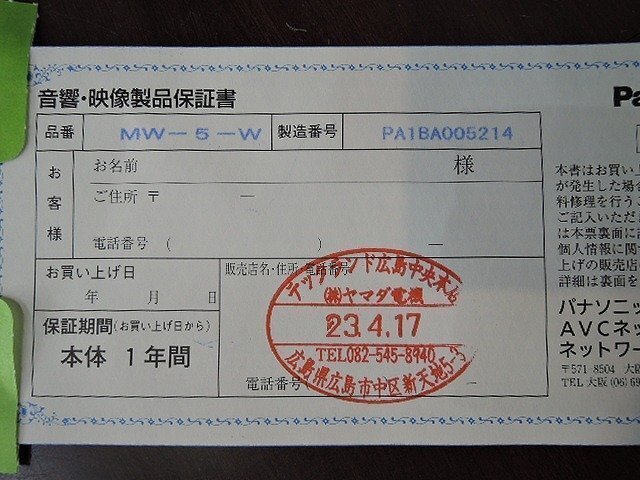 音響・映像製品保証書
Pa
品番 MW-5-W 製造番号 PA1BA005214
お客様
お名前 様
ご住所 〒 ー
電話番号 ( ) ー
お買い上げ日
年 月 日
保証期間(お買い上げ日から)
本体 1年間
販売店名・住所・電話番号
テックランド広島中央本店
㈱ヤマダ電機
23.4.17
TEL082-545-8940
広島県広島市中区新天地5-3
電話番号 ー
本書はお買い上
が発生した場合
料修理を行うこ
ご記入いただ
は本票裏面に
個人情報に関
上げの販売店
詳細は裏面を
パナソニッ
AVCネッ
ネットワー
〒571-8504 大阪
TEL 大阪(06)69